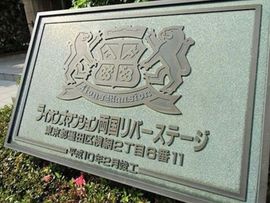 Lions Mansion
ライオンズマンション両国リバーステージ
東京都墨田区横網2丁目6番11
平成10年2月竣工